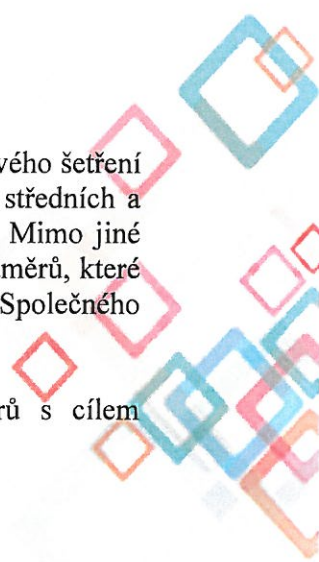 vého šetření
středních a
Mimo jiné
měrů, které
Společného
rů s cílem